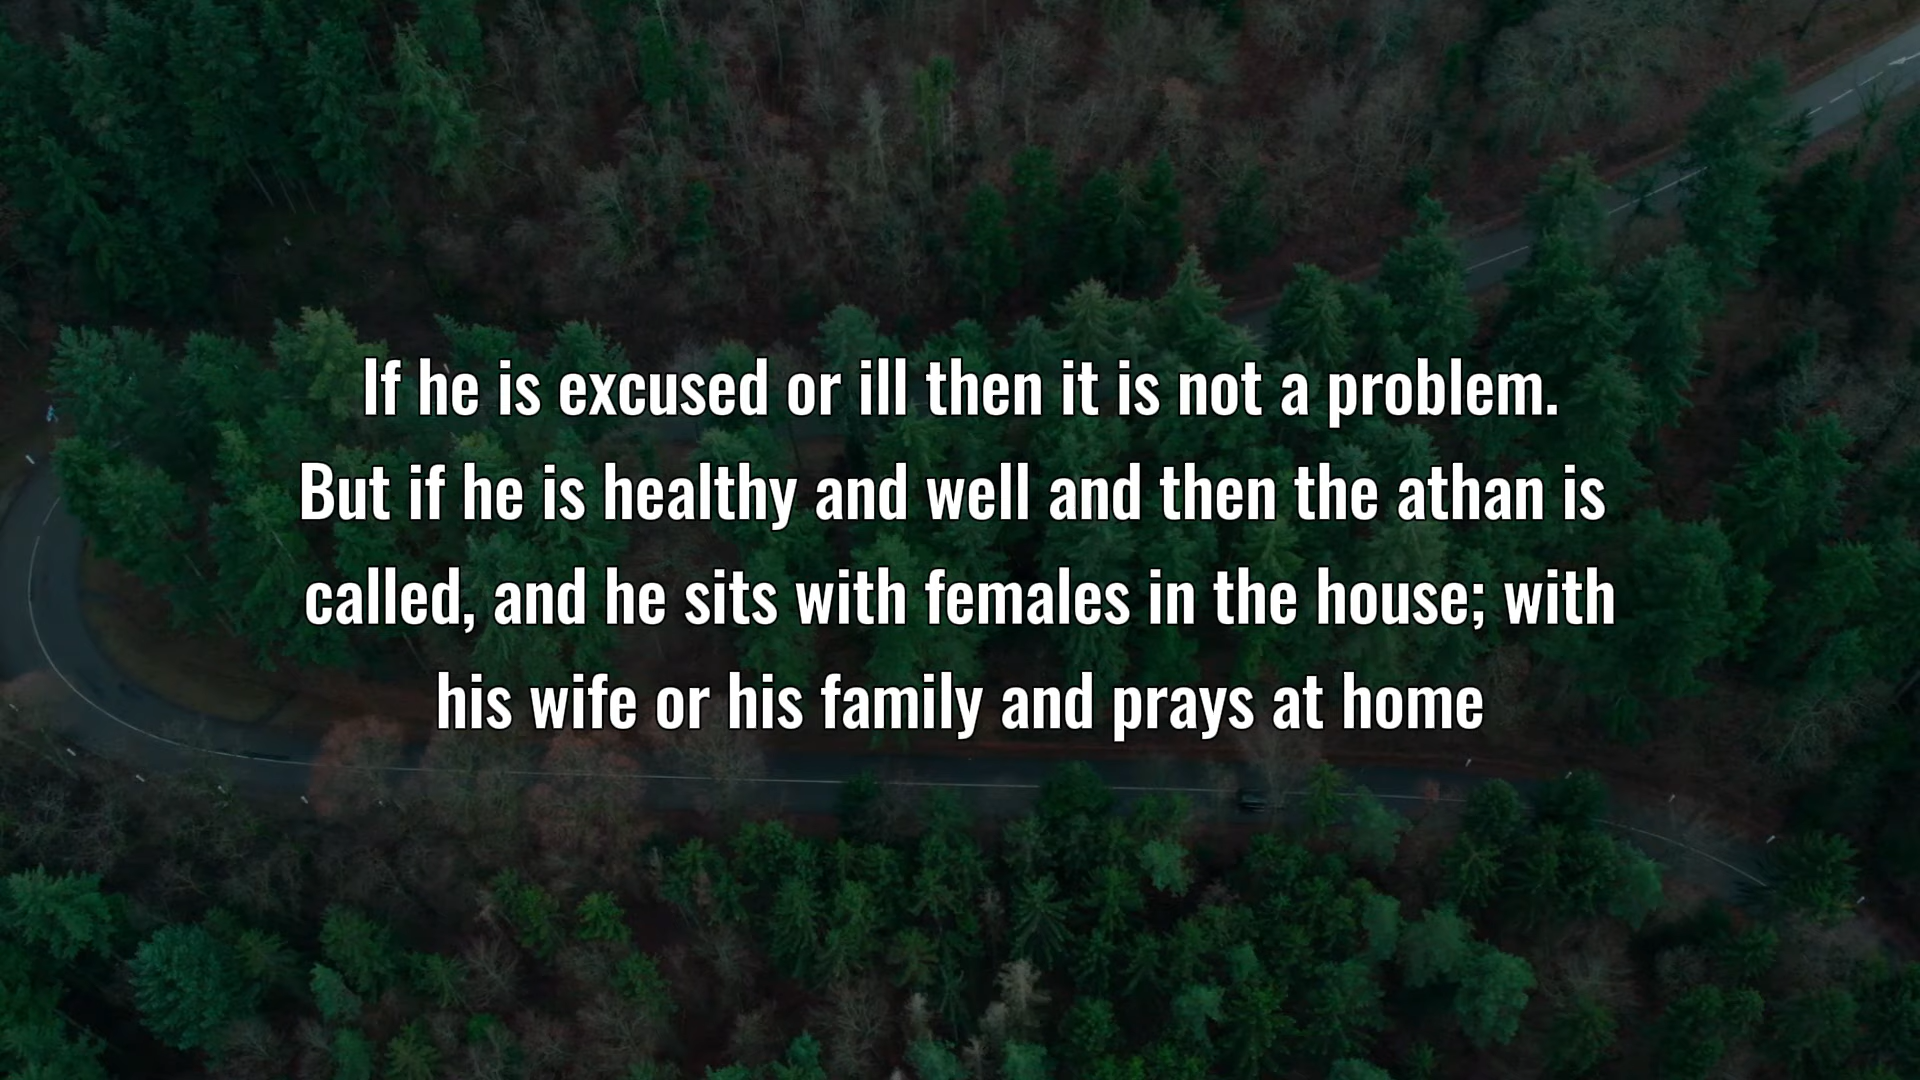 If he is excused or ill then it is not a problem.
But if he is healthy and well and then the athan is
called, and he sits with females in the house; with
his wife or his family and prays at home